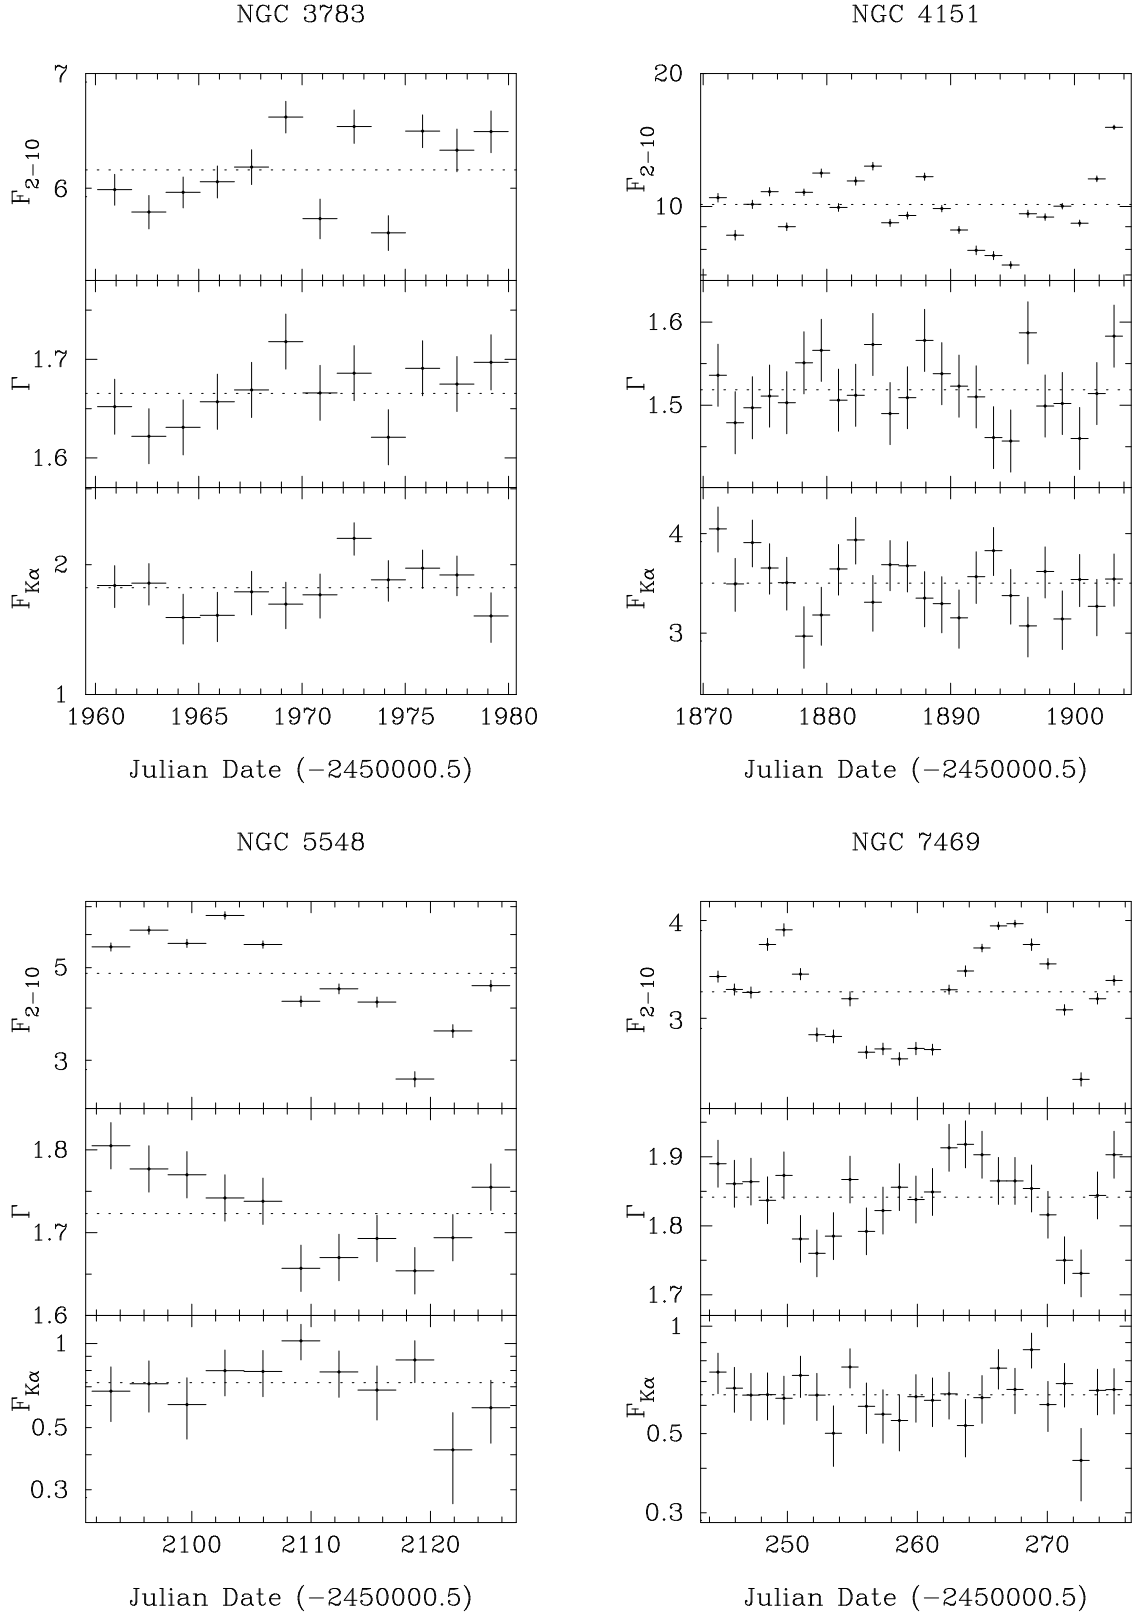 NGC 3783
7
6
F2−10
1.7
1.6
Γ
2
1
FKα
1960 1965 1970 1975 1980
Julian Date (−2450000.5)
NGC 4151
20
10
F2−10
1.6
1.5
Γ
4
3
FKα
1870 1880 1890 1900
Julian Date (−2450000.5)
NGC 5548
5
3
F2−10
1.8
1.7
1.6
Γ
1
0.5
0.3
FKα
2100 2110 2120
Julian Date (−2450000.5)
NGC 7469
4
3
F2−10
1.9
1.8
1.7
Γ
1
0.5
0.3
FKα
250 260 270
Julian Date (−2450000.5)